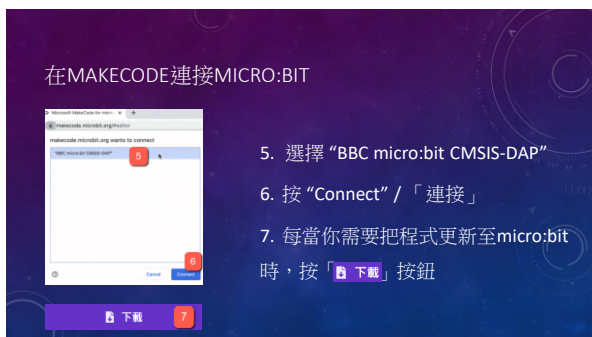 在MAKECODE連接MICRO:BIT
Microsoft MakeCode for micro
makecode.microbit.org/#editor
makecode.microbit.org wants to connect
"BBC micro:bit CMSIS-DAP"
5
6
Cancel
Connect
下載
7
5. 選擇 “BBC micro:bit CMSIS-DAP”
6. 按 “Connect” / 「連接」
7. 每當你需要把程式更新至micro:bit
時，按「 下載」按鈕